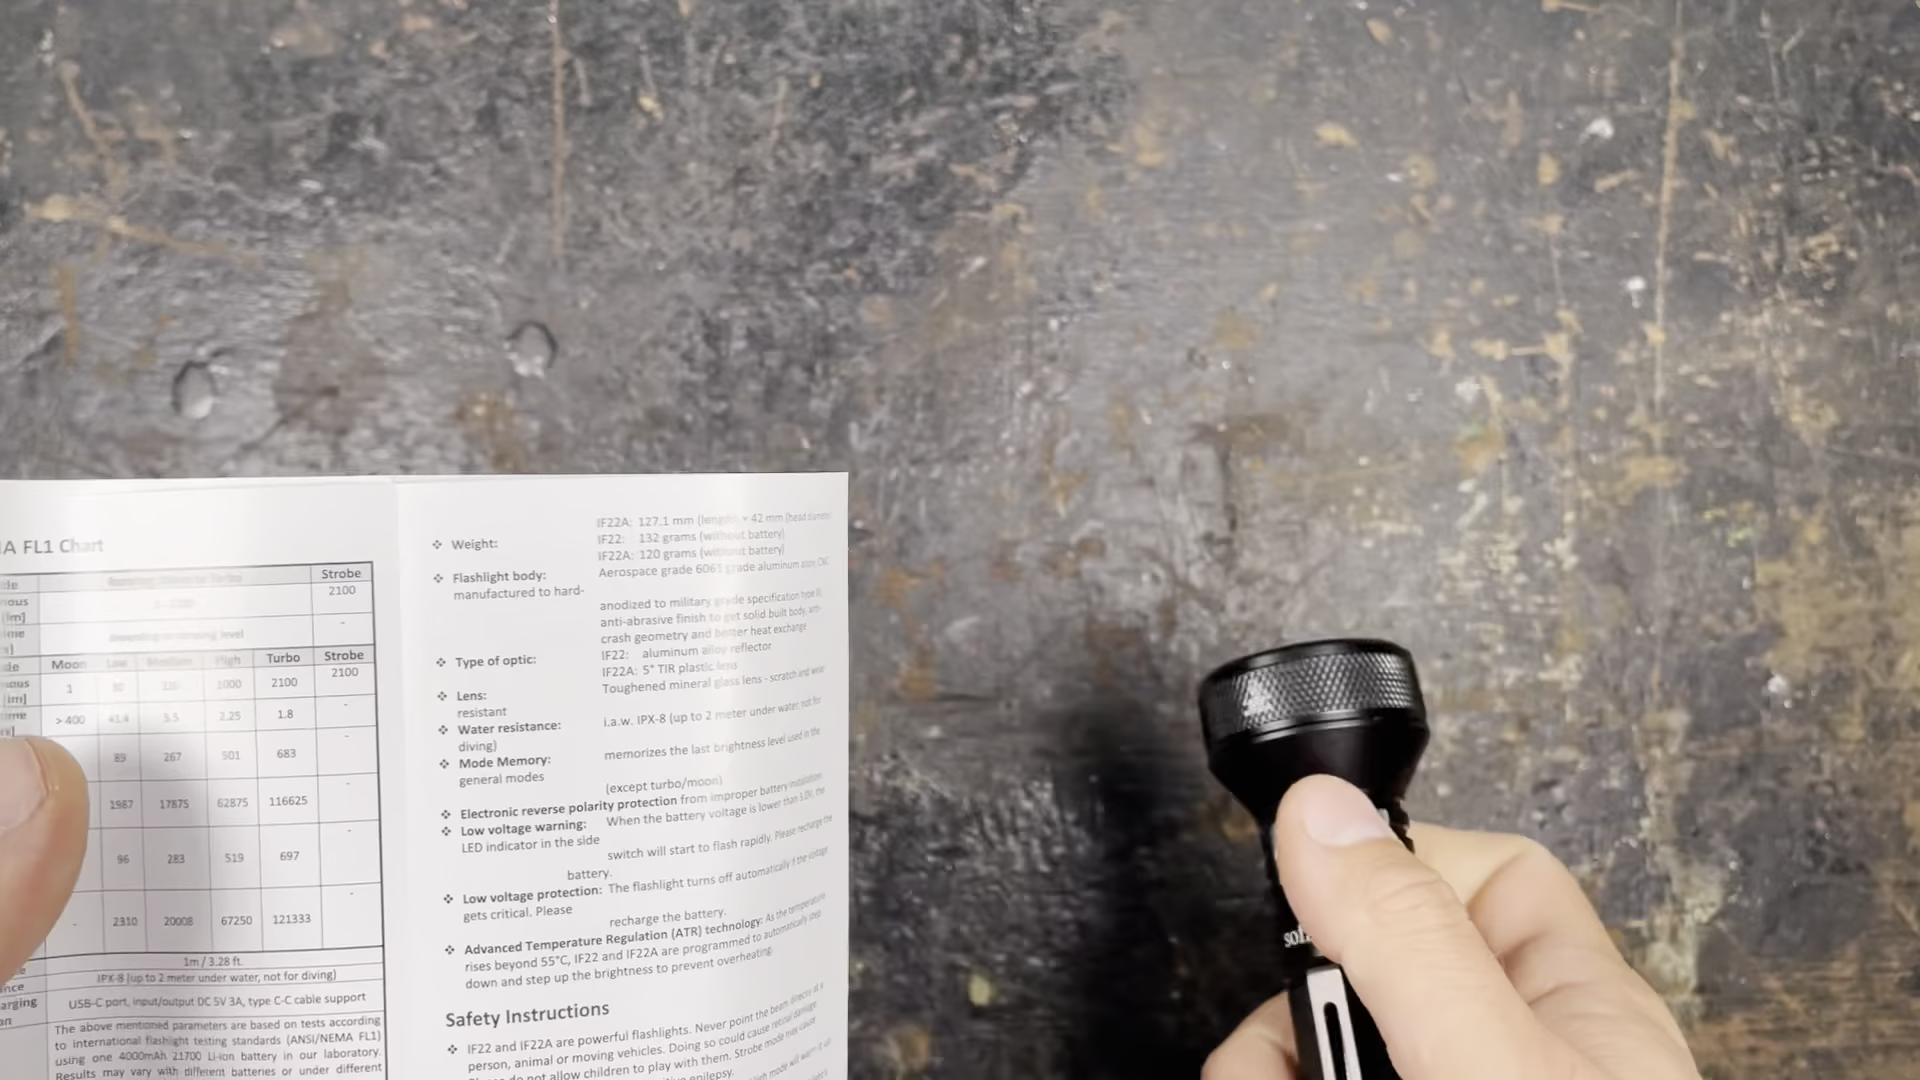 IA FL1 Chart
Strobe
2100
-
Moon Low Medium High Turbo Strobe
1 1000 2100 2100
> 400 41.4 5.5 2.25 1.8 -
89 267 501 683 -
1987 17875 62875 116625 -
96 283 519 697 -
- 2310 20008 67250 121333 -
1m / 3.28 ft.
IPX-8 (up to 2 meter under water, not for diving)
USB-C port, input/output DC 5V 3A, type C-C cable support
The above mentioned parameters are based on tests according
to international flashlight testing standards (ANSI/NEMA FL1)
using one 4000mAh 21700 Li-ion battery in our laboratory.
Results may vary with different batteries or under different
IF22A: 127.1 mm (length) × 42 mm (head diameter)
❖ Weight: IF22: 132 grams (without battery)
IF22A: 120 grams (without battery)
❖ Flashlight body: Aerospace grade 6061 grade aluminum alloy CNC
manufactured to hard-
anodized to military grade specification type III,
anti-abrasive finish to get solid built body, anti-
crash geometry and better heat exchange
❖ Type of optic: IF22: aluminum alloy reflector
IF22A: 5° TIR plastic lens
❖ Lens: Toughened mineral glass lens - scratch and wear
resistant
❖ Water resistance: i.a.w. IPX-8 (up to 2 meter under water, not for
diving)
❖ Mode Memory: memorizes the last brightness level used in the
general modes
(except turbo/moon)
❖ Electronic reverse polarity protection from improper battery installation
❖ Low voltage warning: When the battery voltage is lower than 3.0V, the
LED indicator in the side
switch will start to flash rapidly. Please recharge the
battery.
❖ Low voltage protection: The flashlight turns off automatically if the voltage
gets critical. Please
recharge the battery.
❖ Advanced Temperature Regulation (ATR) technology: As the temperature
rises beyond 55°C, IF22 and IF22A are programmed to automatically step
down and step up the brightness to prevent overheating.
Safety Instructions
❖ IF22 and IF22A are powerful flashlights. Never point the beam directly at a
person, animal or moving vehicles. Doing so could cause retinal damage.
do not allow children to play with them. Strobe mode may cause
epilepsy.